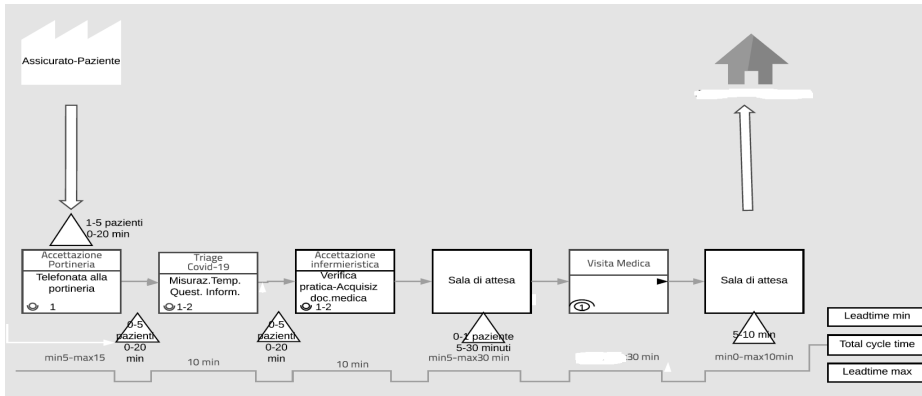 Assicurato-Paziente
1-5 pazienti
0-20 min
Accettazione
Portineria
Telefonata alla
portineria
1
Triage
Covid-19
Misuraz.Temp.
Quest. Inform.
1-2
Accettazione
infermieristica
Verifica
pratica-Acquisiz
doc.medica
1-2
Sala di attesa
Visita Medica
1
Sala di attesa
0-5
pazienti
0-20
min
0-5
pazienti
0-20
min
0-1 paziente
5-30 minuti
5-10 min
min5-max15
10 min
10 min
min5-max30 min
:30 min
min0-max10min
Leadtime min
Total cycle time
Leadtime max